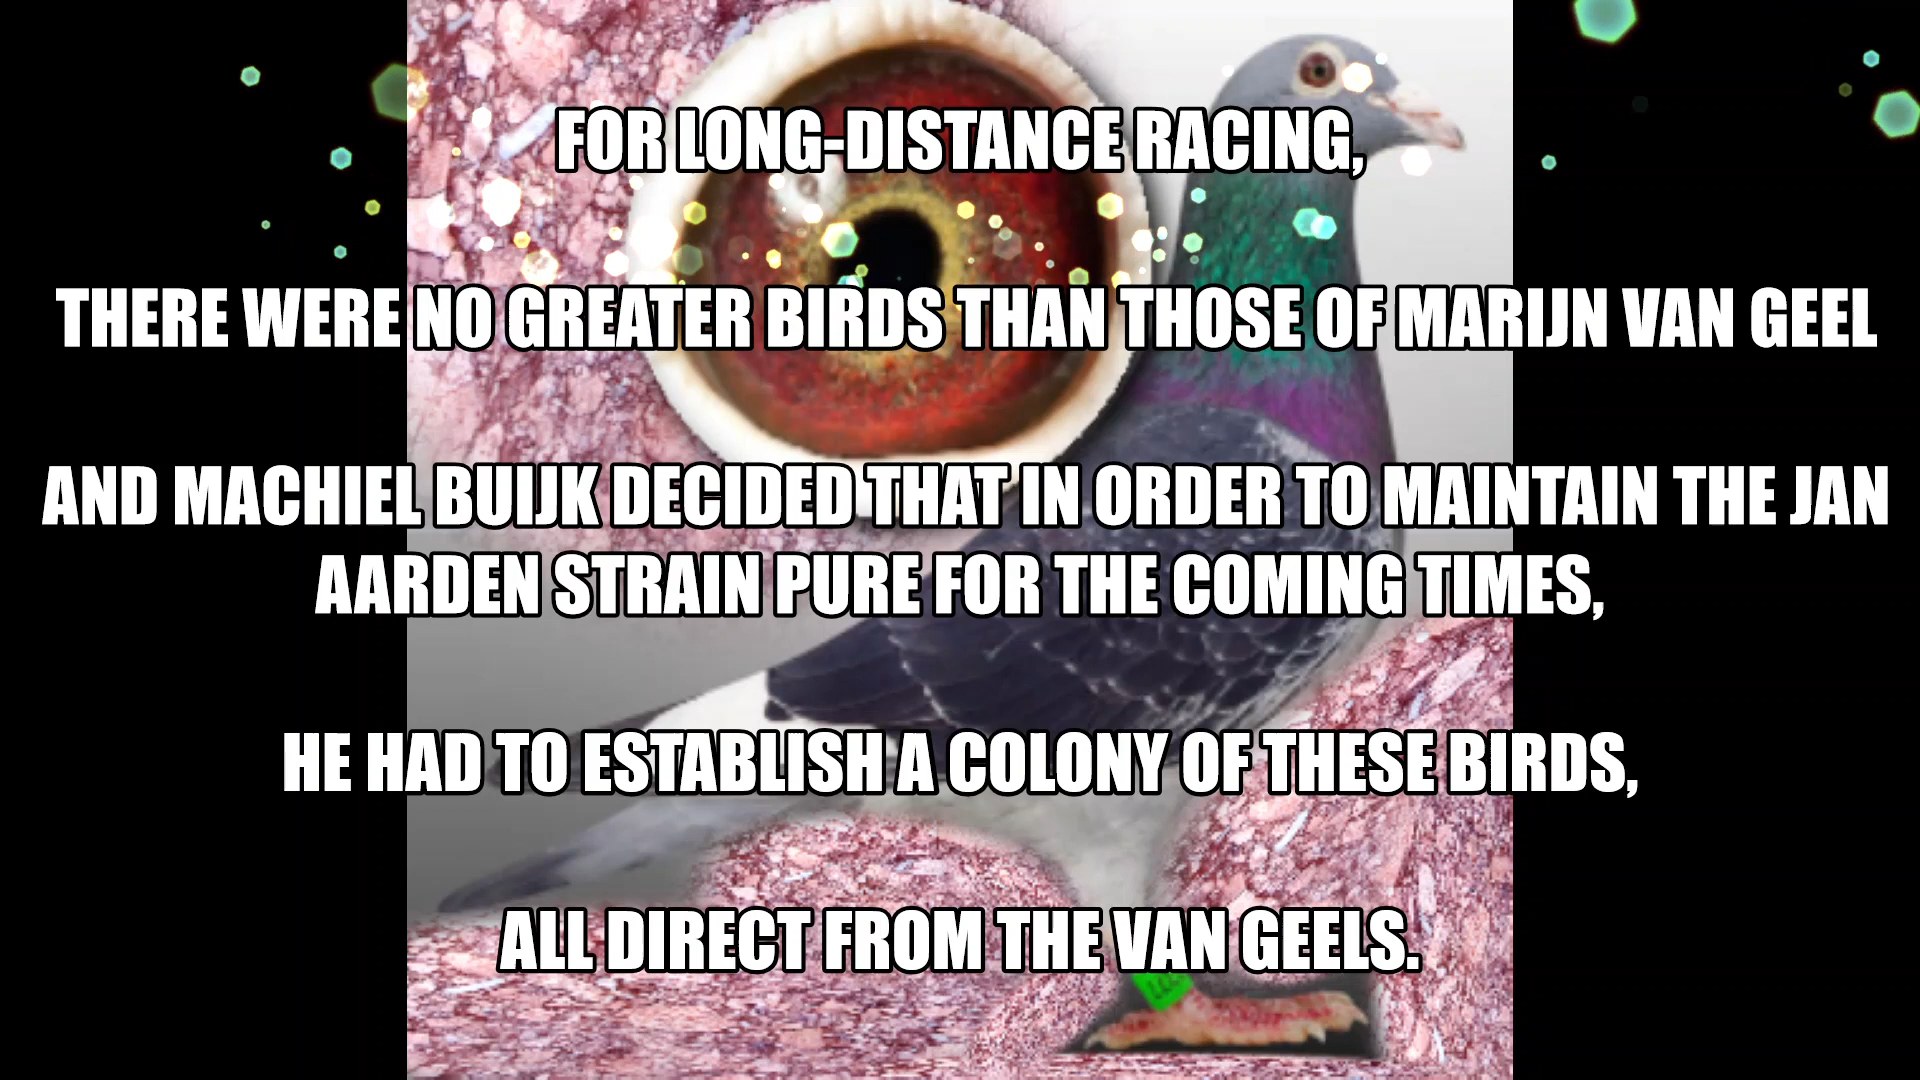 FOR LONG-DISTANCE RACING,
THERE WERE NO GREATER BIRDS THAN THOSE OF MARIJN VAN GEEL
AND MACHIEL BUIJK DECIDED THAT IN ORDER TO MAINTAIN THE JAN
AARDEN STRAIN PURE FOR THE COMING TIMES,
HE HAD TO ESTABLISH A COLONY OF THESE BIRDS,
ALL DIRECT FROM THE VAN GEELS.